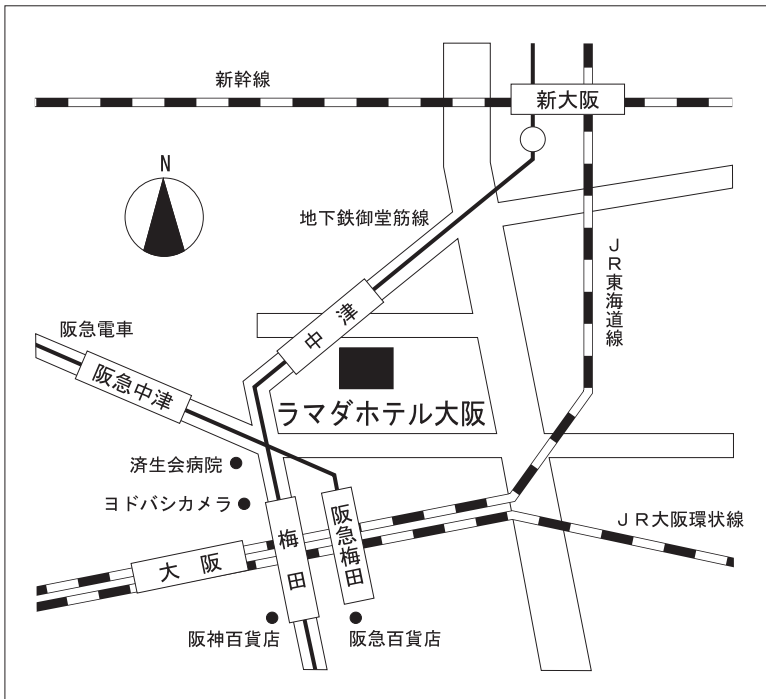 新幹線
新大阪
N
地下鉄御堂筋線
JR東海道線
中津
阪急電車
阪急中津
ラマダホテル大阪
済生会病院
ヨドバシカメラ
梅田
阪急梅田
JR大阪環状線
大阪
阪神百貨店
阪急百貨店